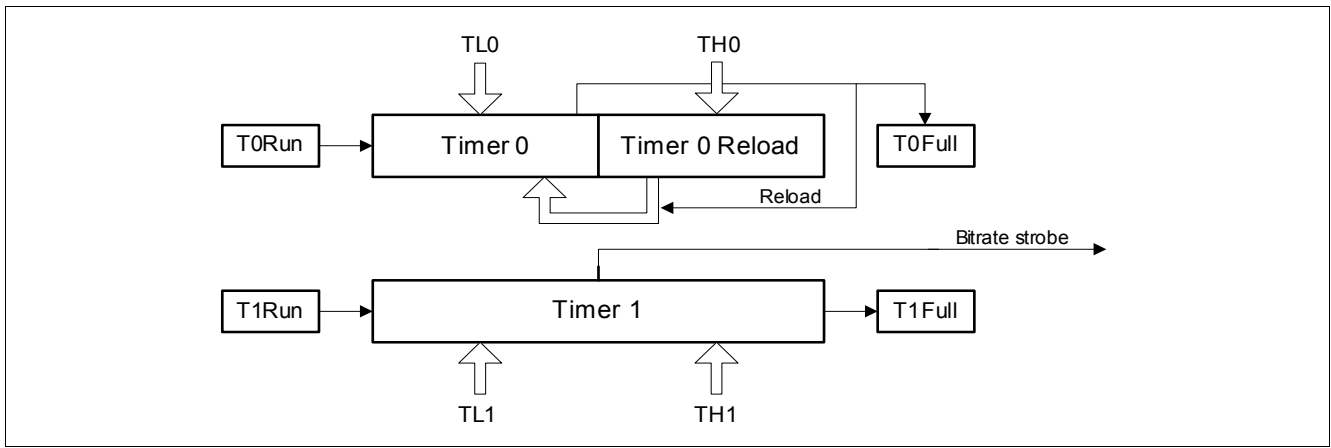 TL0 TH0
T0Run Timer 0 Timer 0 Reload T0Full
Reload
Bitrate strobe
T1Run Timer 1 T1Full
TL1 TH1